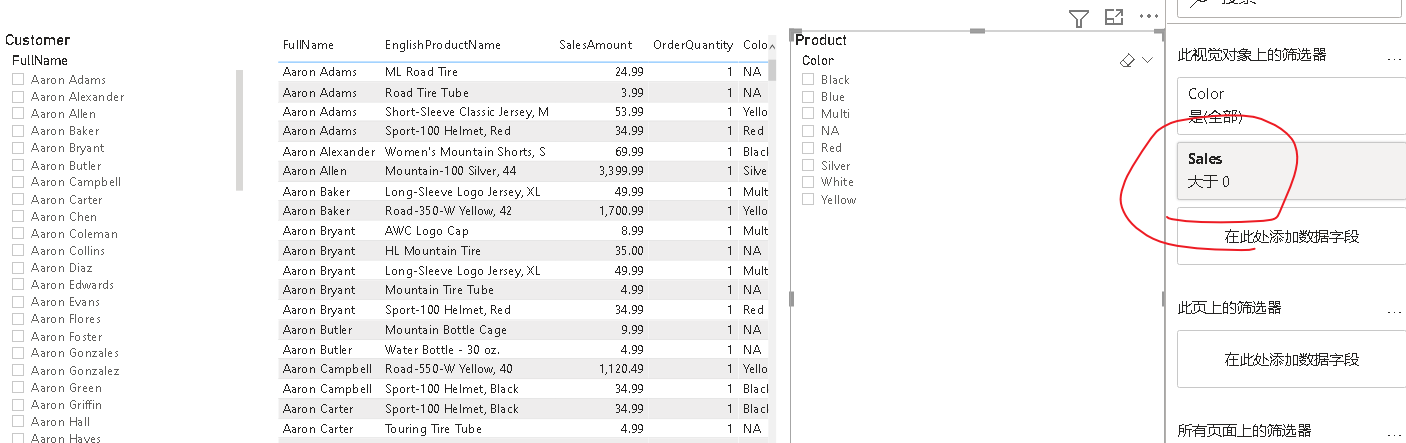 搜索
Customer
FullName
Aaron Adams
Aaron Alexander
Aaron Allen
Aaron Baker
Aaron Bryant
Aaron Butler
Aaron Campbell
Aaron Carter
Aaron Chen
Aaron Coleman
Aaron Collins
Aaron Diaz
Aaron Edwards
Aaron Evans
Aaron Flores
Aaron Foster
Aaron Gonzales
Aaron Gonzalez
Aaron Green
Aaron Griffin
Aaron Hall
Aaron Hayes
FullName EnglishProductName SalesAmount OrderQuantity Colo
Aaron Adams ML Road Tire 24.99 1 NA
Aaron Adams Road Tire Tube 3.99 1 NA
Aaron Adams Short-Sleeve Classic Jersey, M 53.99 1 Yello
Aaron Adams Sport-100 Helmet, Red 34.99 1 Red
Aaron Alexander Women's Mountain Shorts, S 69.99 1 Blacl
Aaron Allen Mountain-100 Silver, 44 3,399.99 1 Silve
Aaron Baker Long-Sleeve Logo Jersey, XL 49.99 1 Mult
Aaron Baker Road-350-W Yellow, 42 1,700.99 1 Yello
Aaron Bryant AWC Logo Cap 8.99 1 Mult
Aaron Bryant HL Mountain Tire 35.00 1 NA
Aaron Bryant Long-Sleeve Logo Jersey, XL 49.99 1 Mult
Aaron Bryant Mountain Tire Tube 4.99 1 NA
Aaron Bryant Sport-100 Helmet, Red 34.99 1 Red
Aaron Butler Mountain Bottle Cage 9.99 1 NA
Aaron Butler Water Bottle - 30 oz. 4.99 1 NA
Aaron Campbell Road-550-W Yellow, 40 1,120.49 1 Yello
Aaron Campbell Sport-100 Helmet, Black 34.99 1 Blacl
Aaron Carter Sport-100 Helmet, Black 34.99 1 Blacl
Aaron Carter Touring Tire Tube 4.99 1 NA
Product
Color
Black
Blue
Multi
NA
Red
Silver
White
Yellow
此视觉对象上的筛选器
Color
是(全部)
Sales
大于 0
在此处添加数据字段
此页上的筛选器
在此处添加数据字段
所有页面上的筛选器